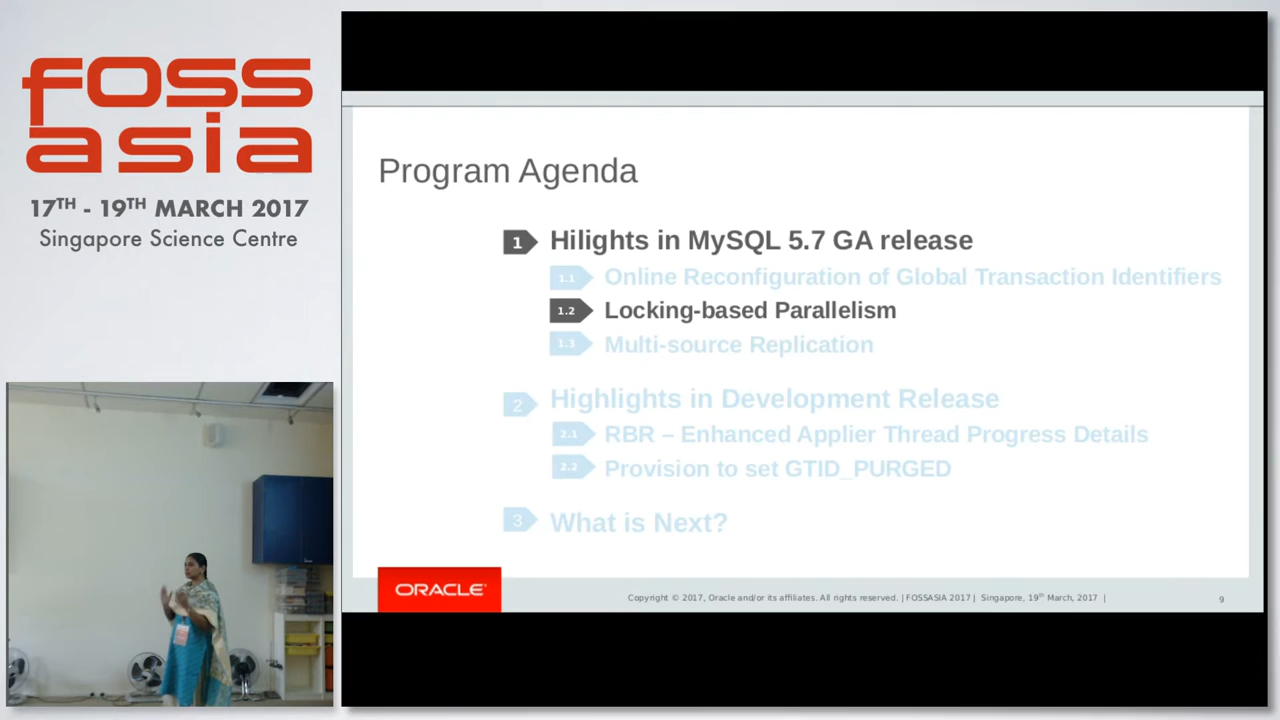 foss
asia
17TH - 19TH MARCH 2017
Singapore Science Centre
Program Agenda
1 Hilights in MySQL 5.7 GA release
1.1 Online Reconfiguration of Global Transaction Identifiers
1.2 Locking-based Parallelism
1.3 Multi-source Replication
2 Highlights in Development Release
2.1 RBR – Enhanced Applier Thread Progress Details
2.2 Provision to set GTID_PURGED
3 What is Next?
ORACLE
Copyright © 2017, Oracle and/or its affiliates. All rights reserved. | FOSSASIA 2017 | Singapore, 19th March, 2017 |
9